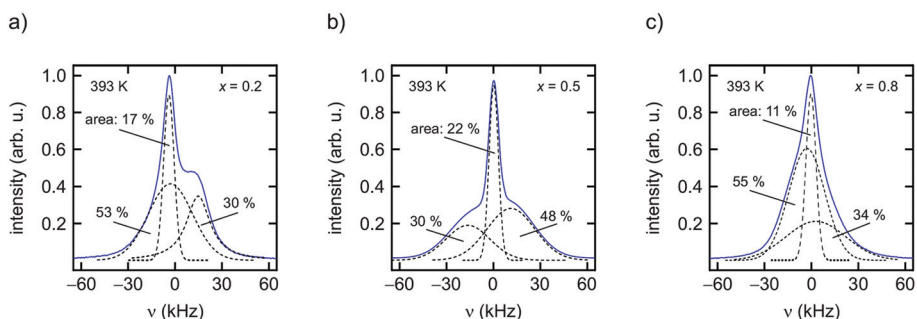 a)
393 K
x = 0.2
area: 17 %
53 %
30 %
intensity (arb. u.)
1.0
0.8
0.6
0.4
0.2
−60 −30 0 30 60
ν (kHz)
b)
393 K
x = 0.5
area: 22 %
30 %
48 %
intensity (arb. u.)
1.0
0.8
0.6
0.4
0.2
−60 −30 0 30 60
ν (kHz)
c)
393 K
x = 0.8
area: 11 %
55 %
34 %
intensity (arb. u.)
1.0
0.8
0.6
0.4
0.2
−60 −30 0 30 60
ν (kHz)